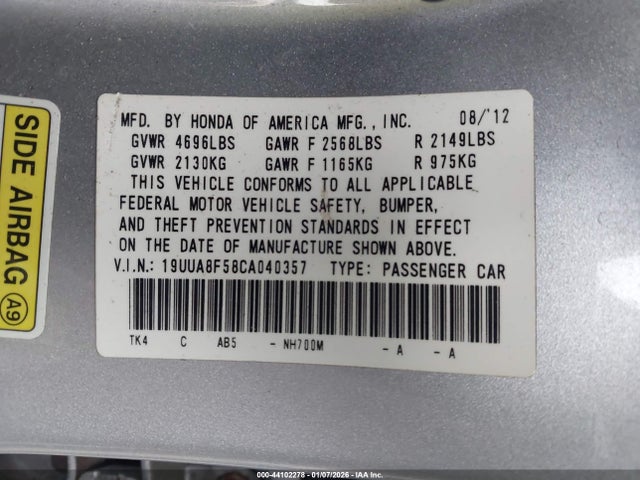 SIDE AIRBAG
A9
MFD. BY HONDA OF AMERICA MFG., INC. 08/'12
GVWR 4696LBS GAWR F 2568LBS R 2149LBS
GVWR 2130KG GAWR F 1165KG R 975KG
THIS VEHICLE CONFORMS TO ALL APPLICABLE
FEDERAL MOTOR VEHICLE SAFETY, BUMPER,
AND THEFT PREVENTION STANDARDS IN EFFECT
ON THE DATE OF MANUFACTURE SHOWN ABOVE.
V.I.N.: 19UUA8F58CA040357 TYPE: PASSENGER CAR
TK4 C AB5 - NH700M - A - A
000-44102278 - 01/07/2026 - IAA Inc.